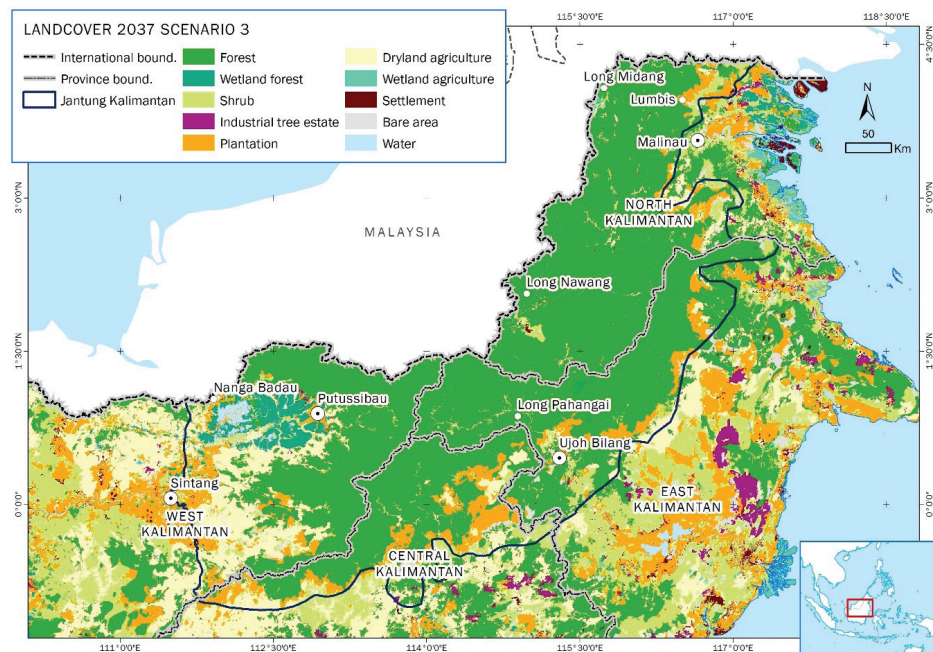 LANDCOVER 2037 SCENARIO 3
International bound.
Province bound.
Jantung Kalimantan
Forest
Wetland forest
Shrub
Industrial tree estate
Plantation
Dryland agriculture
Wetland agriculture
Settlement
Bare area
Water
115°0'0"E
117°0'0"E
118°30'0"E
4°30'0"N
3°0'0"N
1°30'0"N
0°0'0"
N
50
Km
Long Midang
Lumbis
Malinau
NORTH
KALIMANTAN
MALAYSIA
3°0'0"N
Long Nawang
1°30'0"N
Nanga Badau
Putussibau
Long Pahangai
Ujoh Bilang
Sintang
WEST
KALIMANTAN
EAST
KALIMANTAN
0°0'0"
CENTRAL
KALIMANTAN
111°0'0"E
112°30'0"E
114°0'0"E
115°30'0"E
117°0'0"E